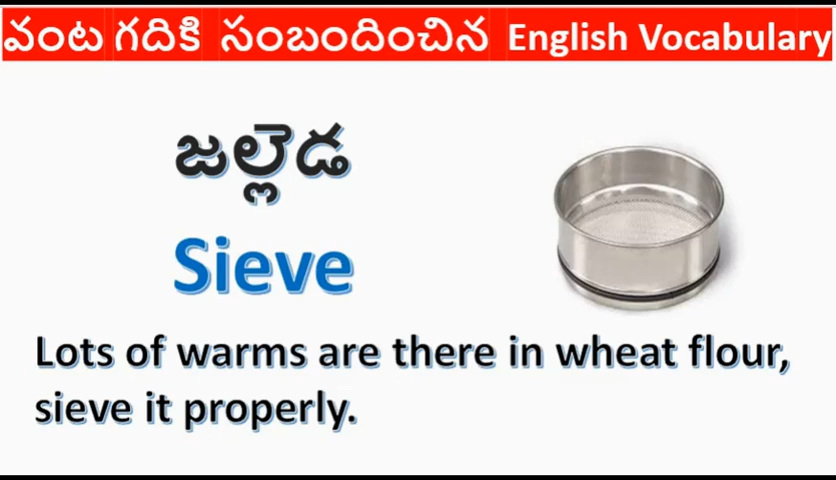 వంట గదికి సంబందించిన English Vocabulary
జల్లెడ
Sieve
Lots of warms are there in wheat flour,
sieve it properly.